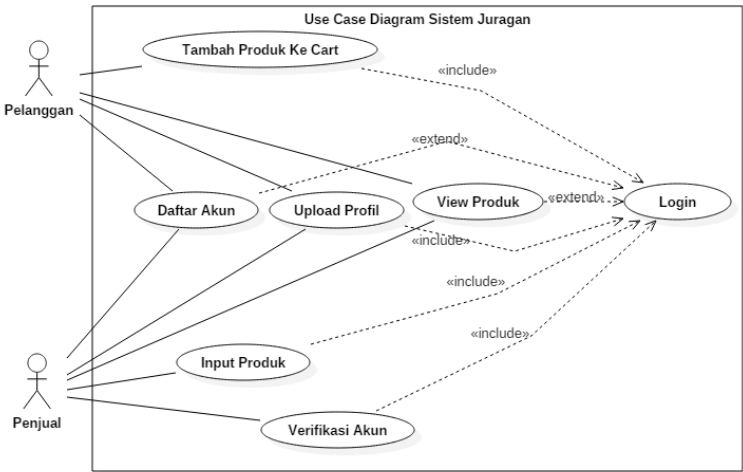 Use Case Diagram Sistem Juragan
Tambah Produk Ke Cart
«include»
Pelanggan
«extend»
Daftar Akun
Upload Profil
View Produk
«extend»
Login
«include»
«include»
«include»
Input Produk
Penjual
Verifikasi Akun